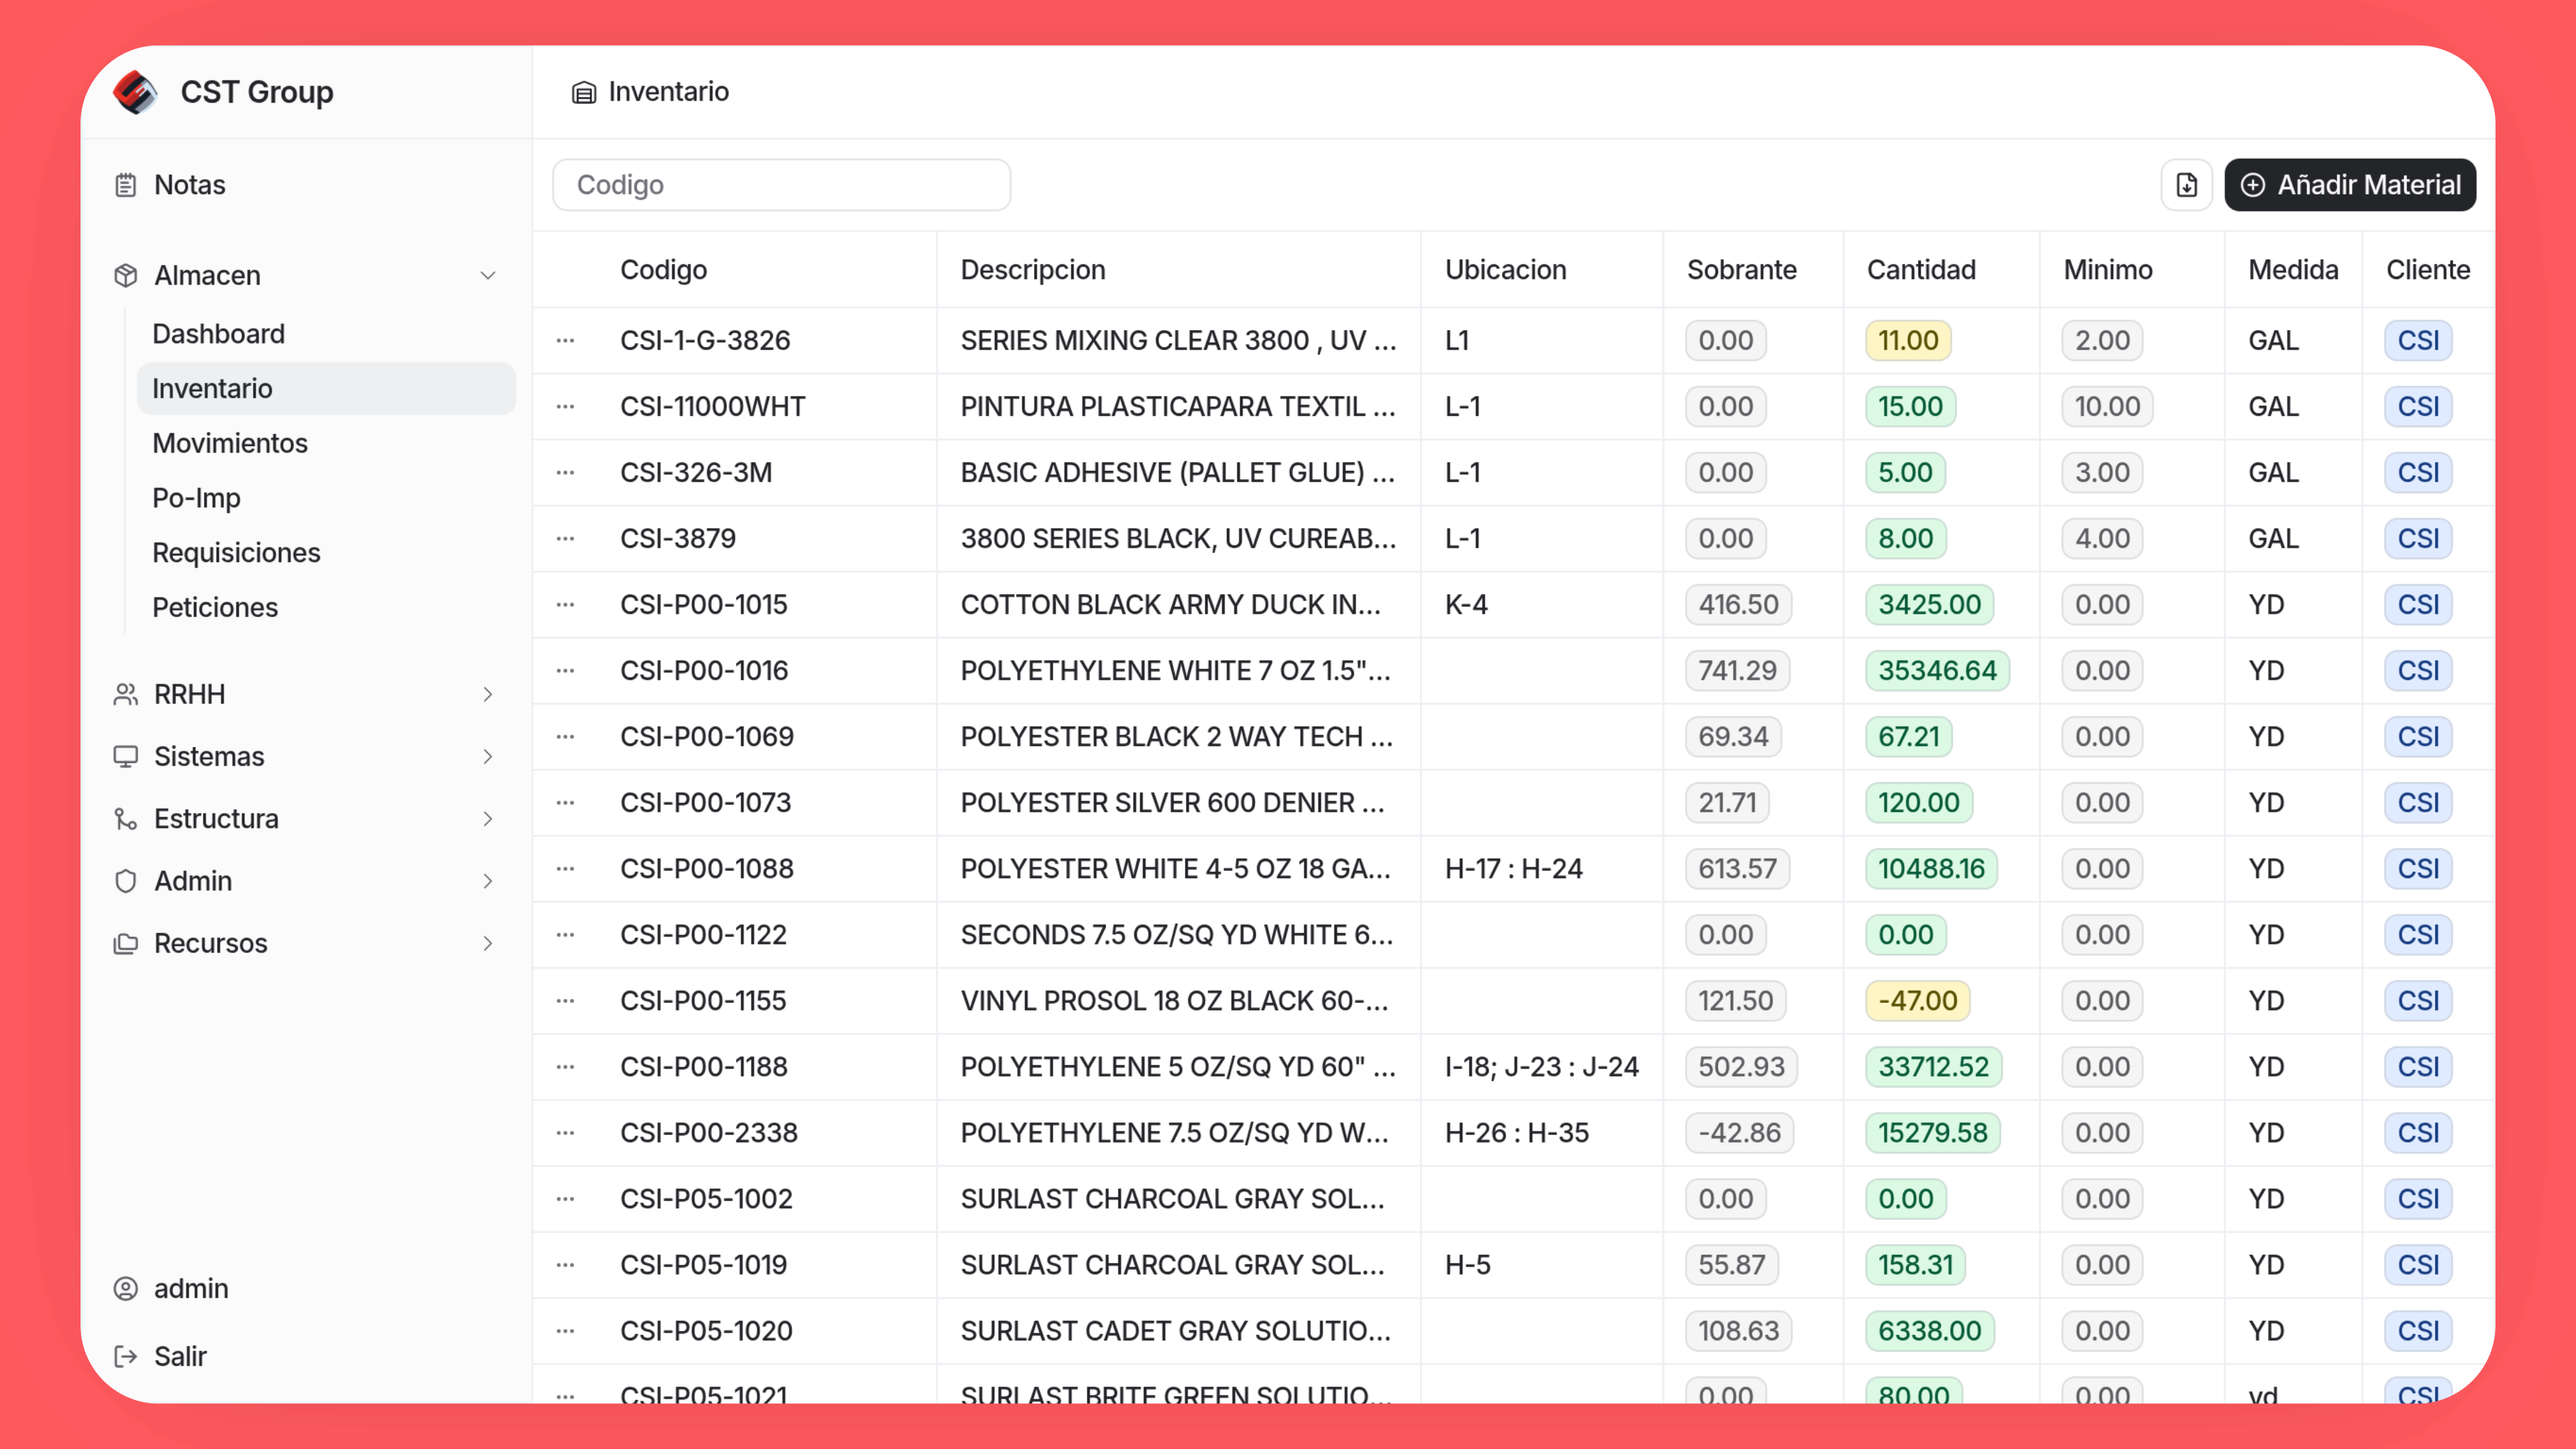 CST Group
Inventario
Notas
Almacen
Dashboard
Inventario
Movimientos
Po-Imp
Requisiciones
Peticiones
RRHH
Sistemas
Estructura
Admin
Recursos
admin
Salir
Codigo
Añadir Material
Codigo Descripcion Ubicacion Sobrante Cantidad Minimo Medida Cliente
CSI-1-G-3826 SERIES MIXING CLEAR 3800 , UV ... L1 0.00 11.00 2.00 GAL CSI
CSI-11000WHT PINTURA PLASTICAPARA TEXTIL ... L-1 0.00 15.00 10.00 GAL CSI
CSI-326-3M BASIC ADHESIVE (PALLET GLUE) ... L-1 0.00 5.00 3.00 GAL CSI
CSI-3879 3800 SERIES BLACK, UV CUREAB... L-1 0.00 8.00 4.00 GAL CSI
CSI-P00-1015 COTTON BLACK ARMY DUCK IN... K-4 416.50 3425.00 0.00 YD CSI
CSI-P00-1016 POLYETHYLENE WHITE 7 OZ 1.5"... 741.29 35346.64 0.00 YD CSI
CSI-P00-1069 POLYESTER BLACK 2 WAY TECH ... 69.34 67.21 0.00 YD CSI
CSI-P00-1073 POLYESTER SILVER 600 DENIER ... 21.71 120.00 0.00 YD CSI
CSI-P00-1088 POLYESTER WHITE 4-5 OZ 18 GA... H-17 : H-24 613.57 10488.16 0.00 YD CSI
CSI-P00-1122 SECONDS 7.5 OZ/SQ YD WHITE 6... 0.00 0.00 0.00 YD CSI
CSI-P00-1155 VINYL PROSOL 18 OZ BLACK 60-... 121.50 -47.00 0.00 YD CSI
CSI-P00-1188 POLYETHYLENE 5 OZ/SQ YD 60" ... I-18; J-23 : J-24 502.93 33712.52 0.00 YD CSI
CSI-P00-2338 POLYETHYLENE 7.5 OZ/SQ YD W... H-26 : H-35 -42.86 15279.58 0.00 YD CSI
CSI-P05-1002 SURLAST CHARCOAL GRAY SOL... 0.00 0.00 0.00 YD CSI
CSI-P05-1019 SURLAST CHARCOAL GRAY SOL... H-5 55.87 158.31 0.00 YD CSI
CSI-P05-1020 SURLAST CADET GRAY SOLUTIO... 108.63 6338.00 0.00 YD CSI
CSI-P05-1021 SURLAST BRITE GREEN SOLUTIO... 0.00 80.00 0.00 yd CSI